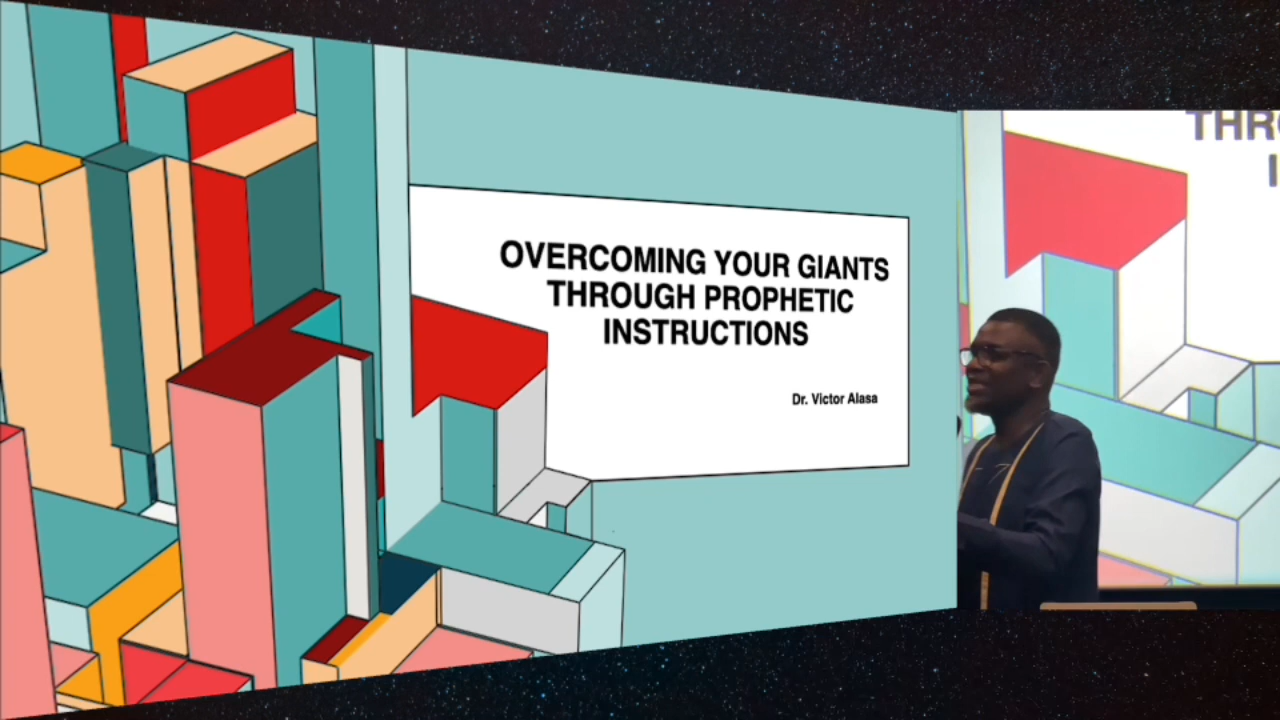 OVERCOMING YOUR GIANTS
THROUGH PROPHETIC
INSTRUCTIONS
Dr. Victor Alasa